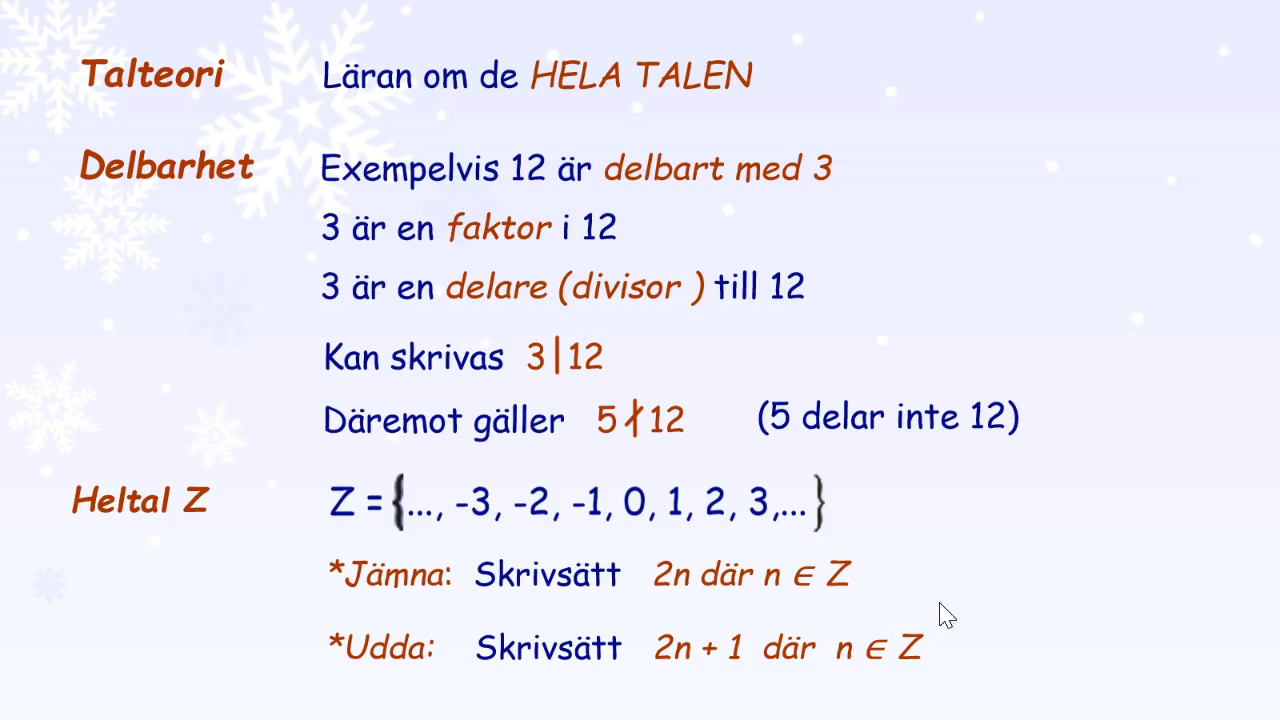 Talteori Läran om de HELA TALEN
Delbarhet Exempelvis 12 är delbart med 3
3 är en faktor i 12
3 är en delare (divisor ) till 12
Kan skrivas 3|12
Däremot gäller 5∤12 (5 delar inte 12)
Heltal Z Z = {..., -3, -2, -1, 0, 1, 2, 3,...}
*Jämna: Skrivsätt 2n där n ∈ Z
*Udda: Skrivsätt 2n + 1 där n ∈ Z